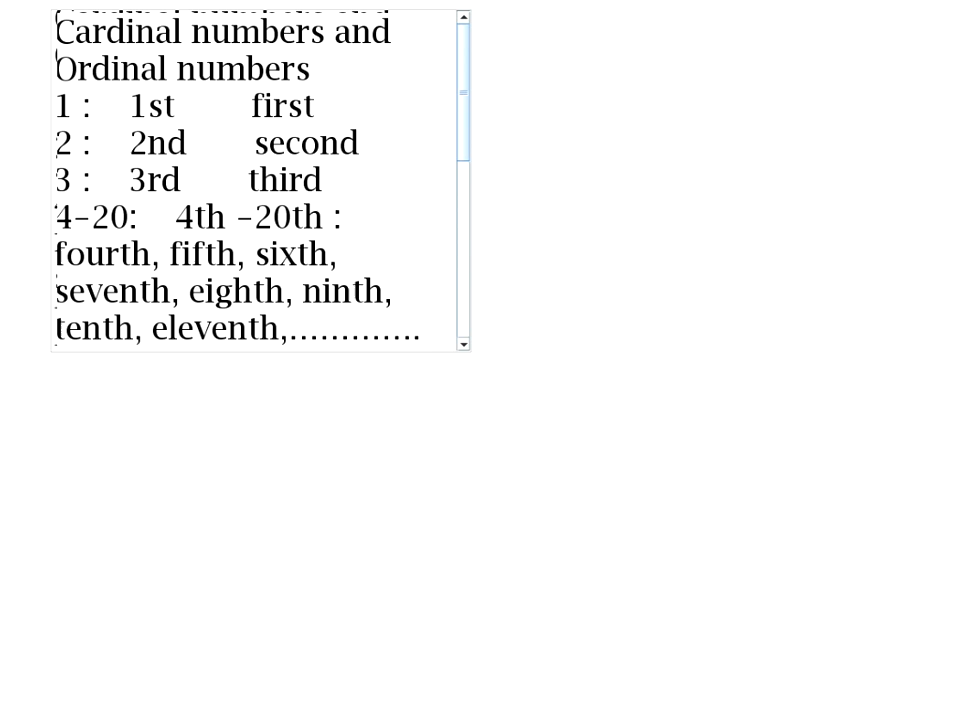 Cardinal numbers and
Ordinal numbers
1 : 1st first
2 : 2nd second
3 : 3rd third
4-20: 4th -20th :
fourth, fifth, sixth,
seventh, eighth, ninth,
tenth, eleventh,.............